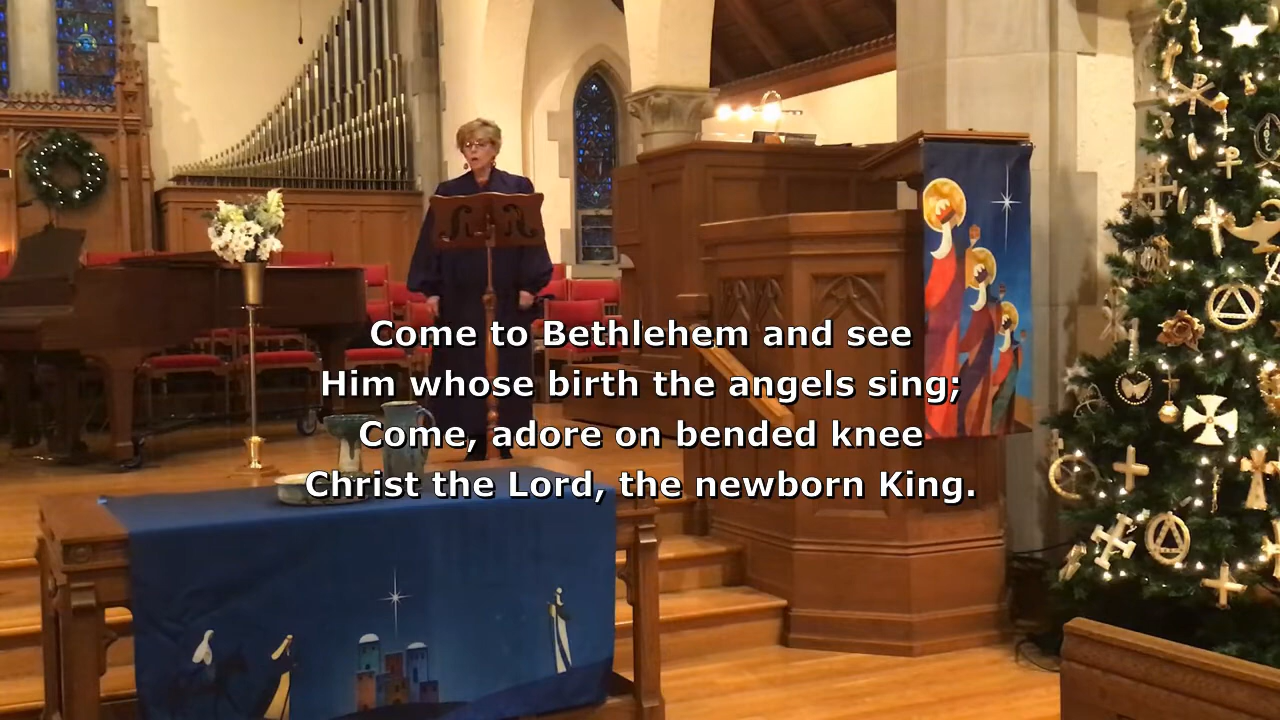 Come to Bethlehem and see
Him whose birth the angels sing;
Come, adore on bended knee
Christ the Lord, the newborn King.